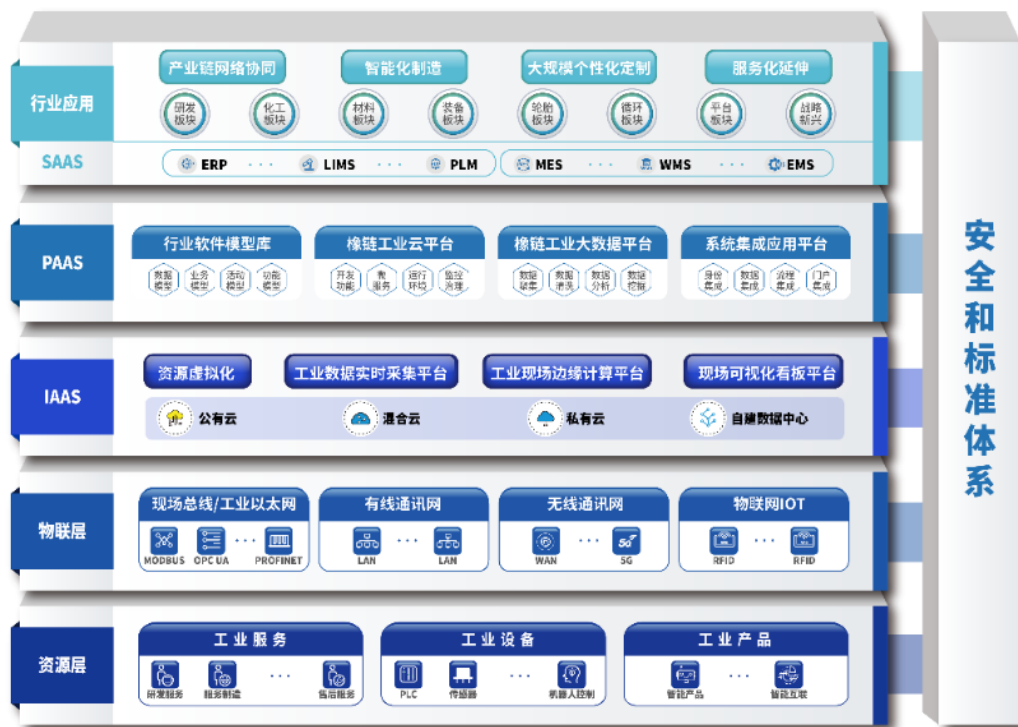 产业链网络协同 智能化制造 大规模个性化定制 服务化延伸
行业应用
研发板块 化工板块 材料板块 装备板块 轮胎板块 循环板块 平台板块 战略新兴
SAAS
ERP ··· LIMS ··· PLM MES ··· WMS ··· EMS
PAAS
行业软件模型库 橡链工业云平台 橡链工业大数据平台 系统集成应用平台
数据模型 业务模型 活动模型 功能模型 开发功能 微服务 运行环境 监控治理 数据采集 数据清洗 数据分析 数据挖掘 身份集成 数据集成 流程集成 门户集成
IAAS
资源虚拟化 工业数据实时采集平台 工业现场边缘计算平台 现场可视化看板平台
公有云 混合云 私有云 自建数据中心
物联层
现场总线/工业以太网 有线通讯网 无线通讯网 物联网IOT
5G
MODBUS OPC UA ··· PROFINET LAN ··· LAN WAN ··· 5G RFID ··· RFID
资源层
工业服务 工业设备 工业产品
研发服务 服务制造 ··· 售后服务 PLC 传感器 ··· 机器人控制 智能产品 ··· 智能互联
安全和标准体系